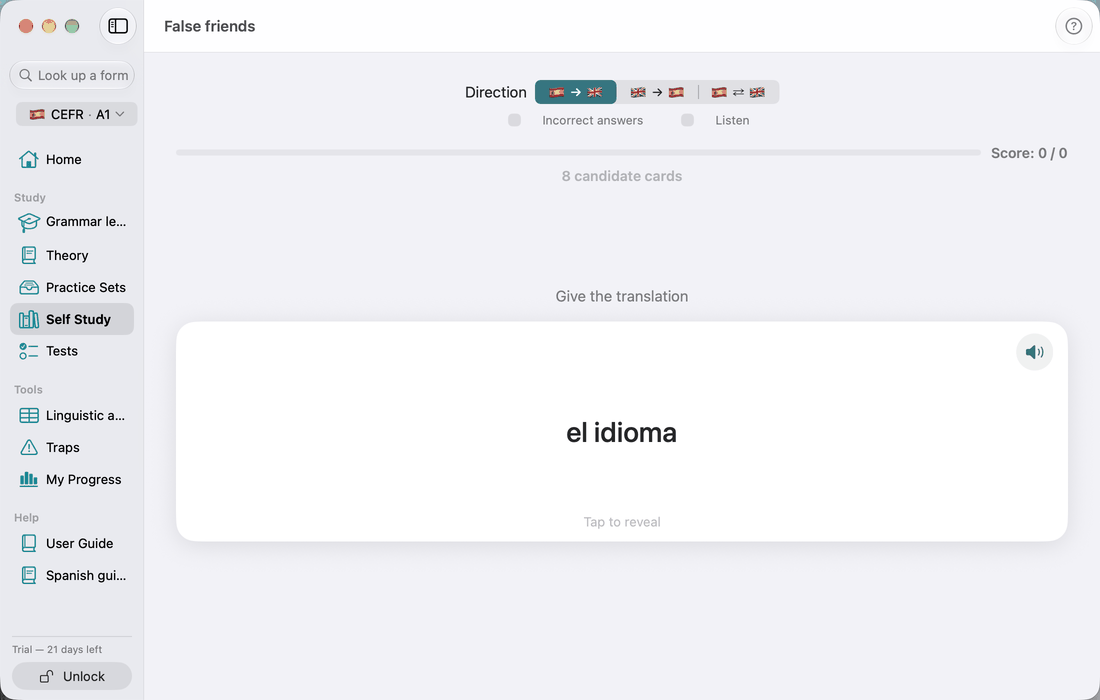 False friends
Look up a form
CEFR · A1
Home
Study
Grammar le...
Theory
Practice Sets
Self Study
Tests
Tools
Linguistic a...
Traps
My Progress
Help
User Guide
Spanish gui...
Trial — 21 days left
Unlock
Direction
Incorrect answers
Listen
Score: 0 / 0
8 candidate cards
Give the translation
el idioma
Tap to reveal